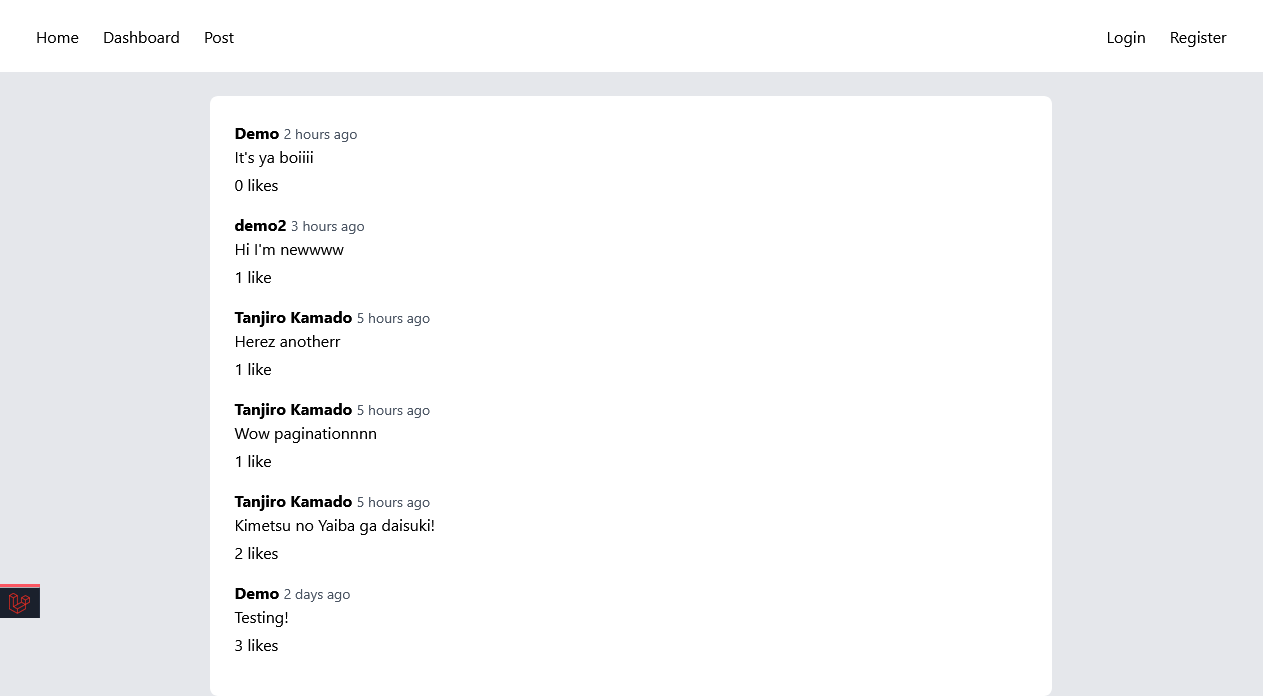 Home Dashboard Post Login Register
Demo 2 hours ago
It's ya boiiii
0 likes
demo2 3 hours ago
Hi I'm newwww
1 like
Tanjiro Kamado 5 hours ago
Herez anotherr
1 like
Tanjiro Kamado 5 hours ago
Wow paginationnnn
1 like
Tanjiro Kamado 5 hours ago
Kimetsu no Yaiba ga daisuki!
2 likes
Demo 2 days ago
Testing!
3 likes